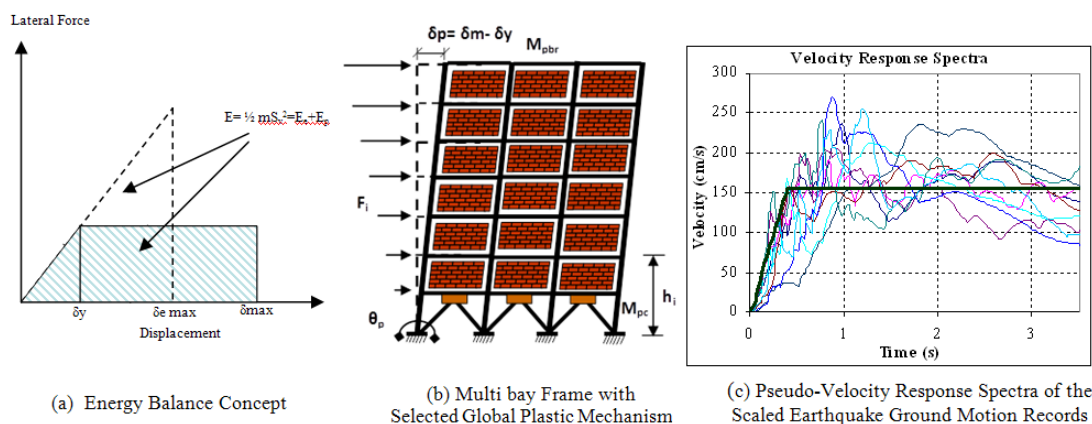 Lateral Force
E= ½ mSv²=Ee+Ep
δy
δe max
δmax
Displacement
(a) Energy Balance Concept
δp= δm- δy
Mpbr
Fi
hi
Mpc
θp
(b) Multi bay Frame with
Selected Global Plastic Mechanism
Velocity Response Spectra
300
250
200
150
100
50
0
Velocity (cm/s)
0
1
2
3
Time (s)
(c) Pseudo-Velocity Response Spectra of the
Scaled Earthquake Ground Motion Records